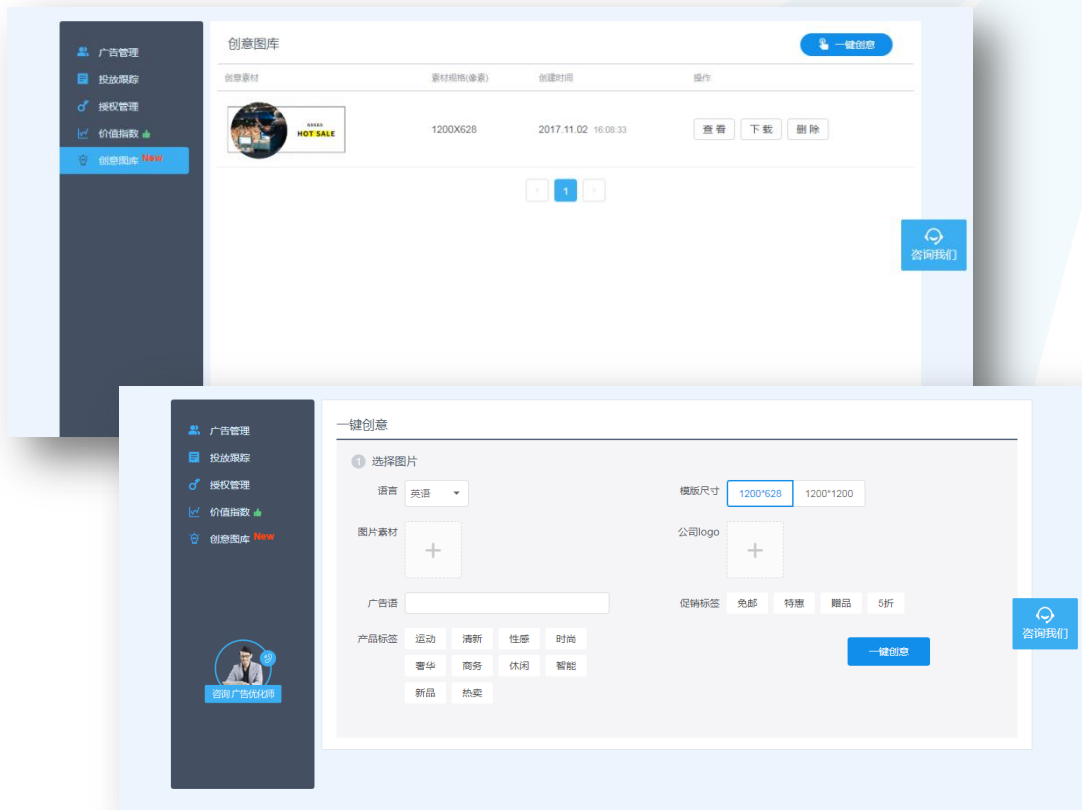 广告管理
投放跟踪
授权管理
价值指数
创意图库 New
创意图库
一键创意
创意素材 素材规格(像素) 创建时间 操作
HOT SALE
1200X628 2017.11.02 16:08:33 查看 下载 删除
1
咨询我们
广告管理
投放跟踪
授权管理
价值指数
创意图库 New
咨询广告优化师
一键创意
1 选择图片
语言 英语 模版尺寸 1200*628 1200*1200
图片素材 公司logo
广告语 促销标签 免邮 特惠 赠品 5折
产品标签 运动 清新 性感 时尚
奢华 商务 休闲 智能
新品 热卖
一键创意
咨询我们